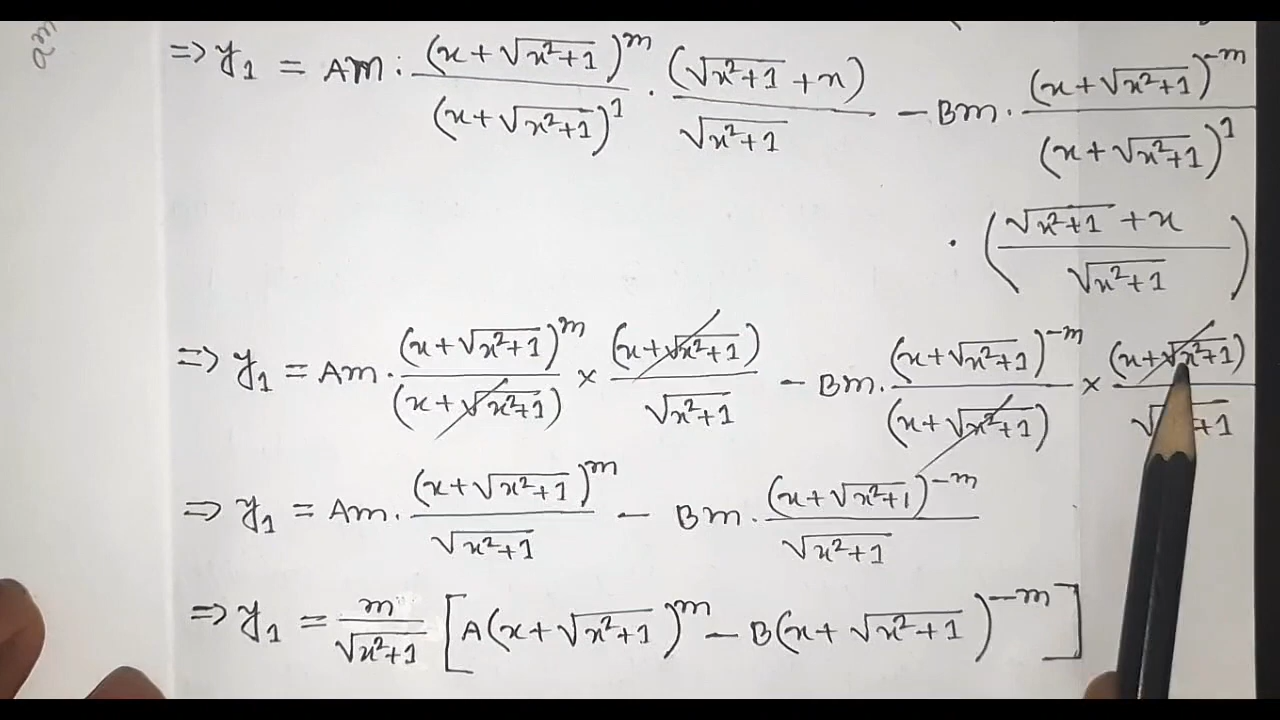 ⇒ y₁ = Am · (x+√(x²+1))^m / (x+√(x²+1))^1 · (√(x²+1) + x) / √(x²+1) − Bm · (x+√(x²+1))^−m / (x+√(x²+1))^1
· ((√(x²+1) + x) / √(x²+1))
⇒ y₁ = Am · (x+√(x²+1))^m / (x+√(x²+1)) × (x+√(x²+1)) / √(x²+1) − Bm · (x+√(x²+1))^−m / (x+√(x²+1)) × (x+√(x²+1))
⇒ y₁ = Am · (x+√(x²+1))^m / √(x²+1) − Bm · (x+√(x²+1))^−m / √(x²+1)
⇒ y₁ = m / √(x²+1) [A(x+√(x²+1))^m − B(x+√(x²+1))^−m]